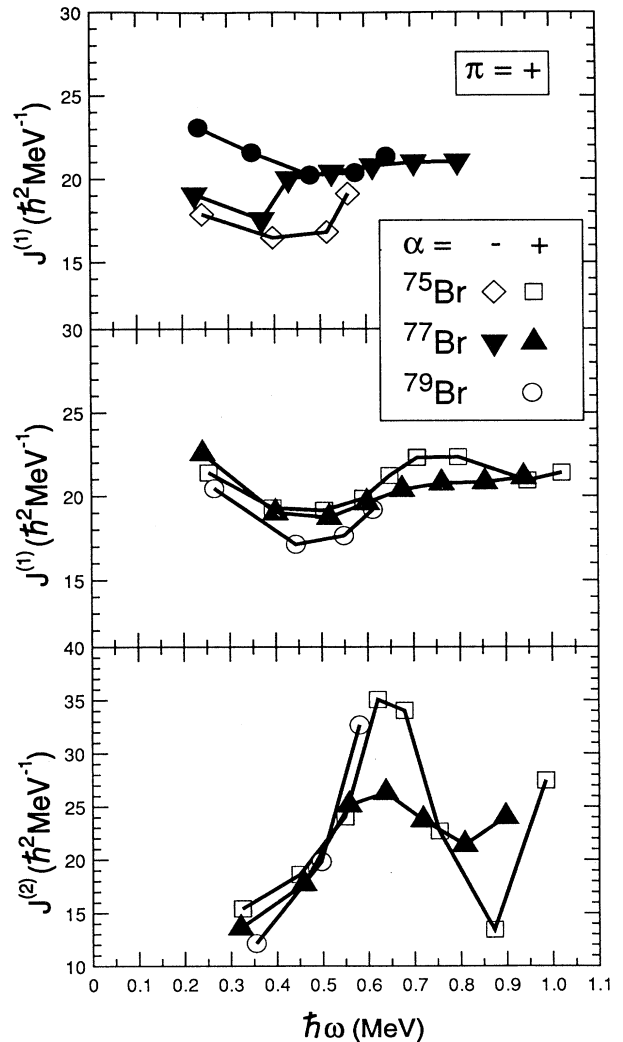 30
π = +
25
20
15
J(1)(ℏ2MeV-1)
α = - +
75Br
77Br
79Br
30
25
20
15
J(1)(ℏ2MeV-1)
40
35
30
25
20
15
10
J(2)(ℏ2MeV-1)
0 0.1 0.2 0.3 0.4 0.5 0.6 0.7 0.8 0.9 1.0 1.1
ℏω (MeV)